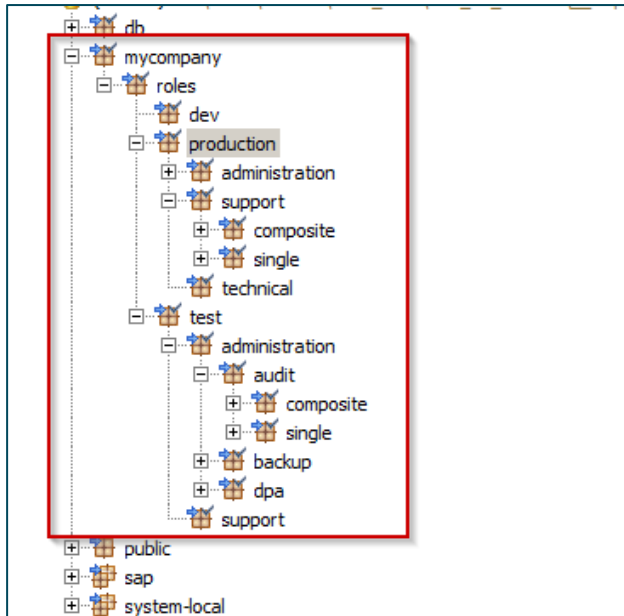 db
mycompany
roles
dev
production
administration
support
composite
single
technical
test
administration
audit
composite
single
backup
dpa
support
public
sap
system-local